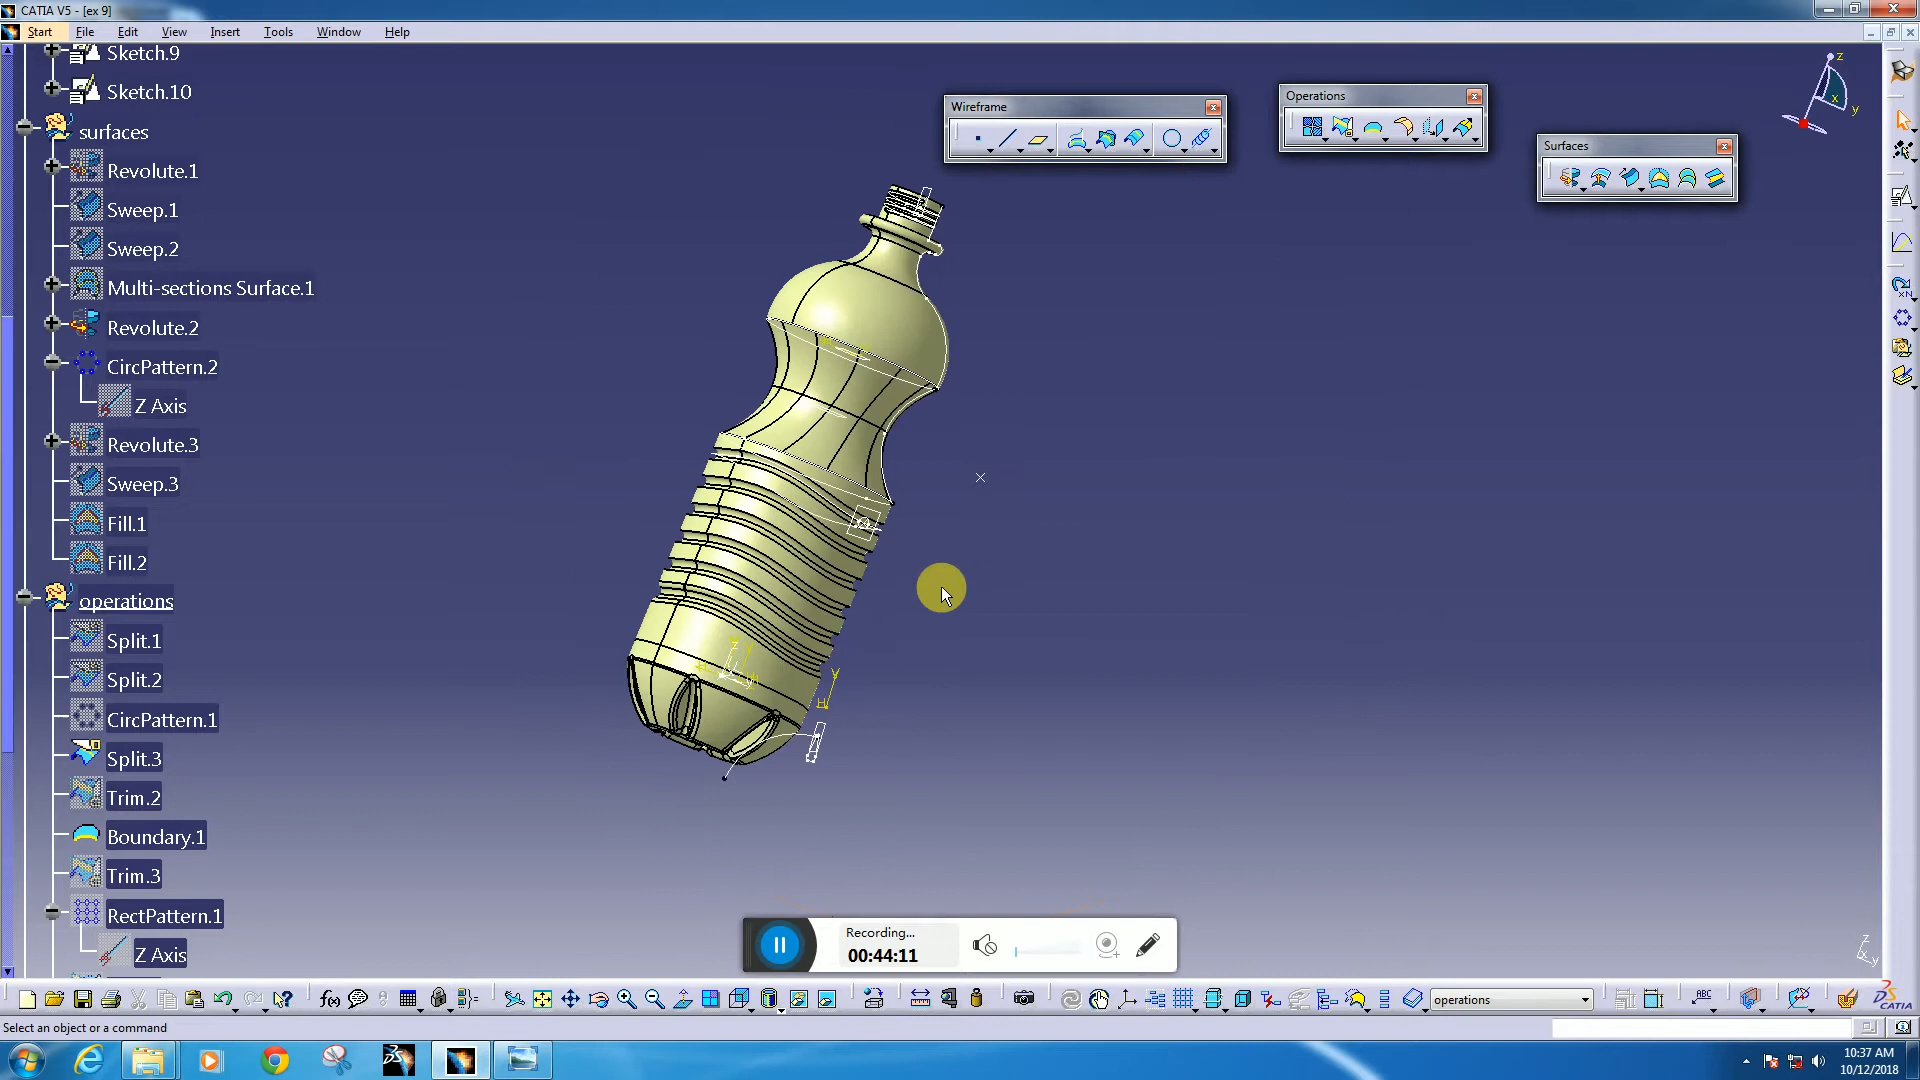 CATIA V5 - [ex 9]
Start File Edit View Insert Tools Window Help
Sketch.9
Sketch.10
surfaces
Revolute.1
Sweep.1
Sweep.2
Multi-sections Surface.1
Revolute.2
CircPattern.2
Z Axis
Revolute.3
Sweep.3
Fill.1
Fill.2
operations
Split.1
Split.2
CircPattern.1
Split.3
Trim.2
Boundary.1
Trim.3
RectPattern.1
Z Axis
Wireframe
Operations
Surfaces
z
x
y
Recording...
00:44:11
operations
Select an object or a command
10:37 AM
10/12/2018